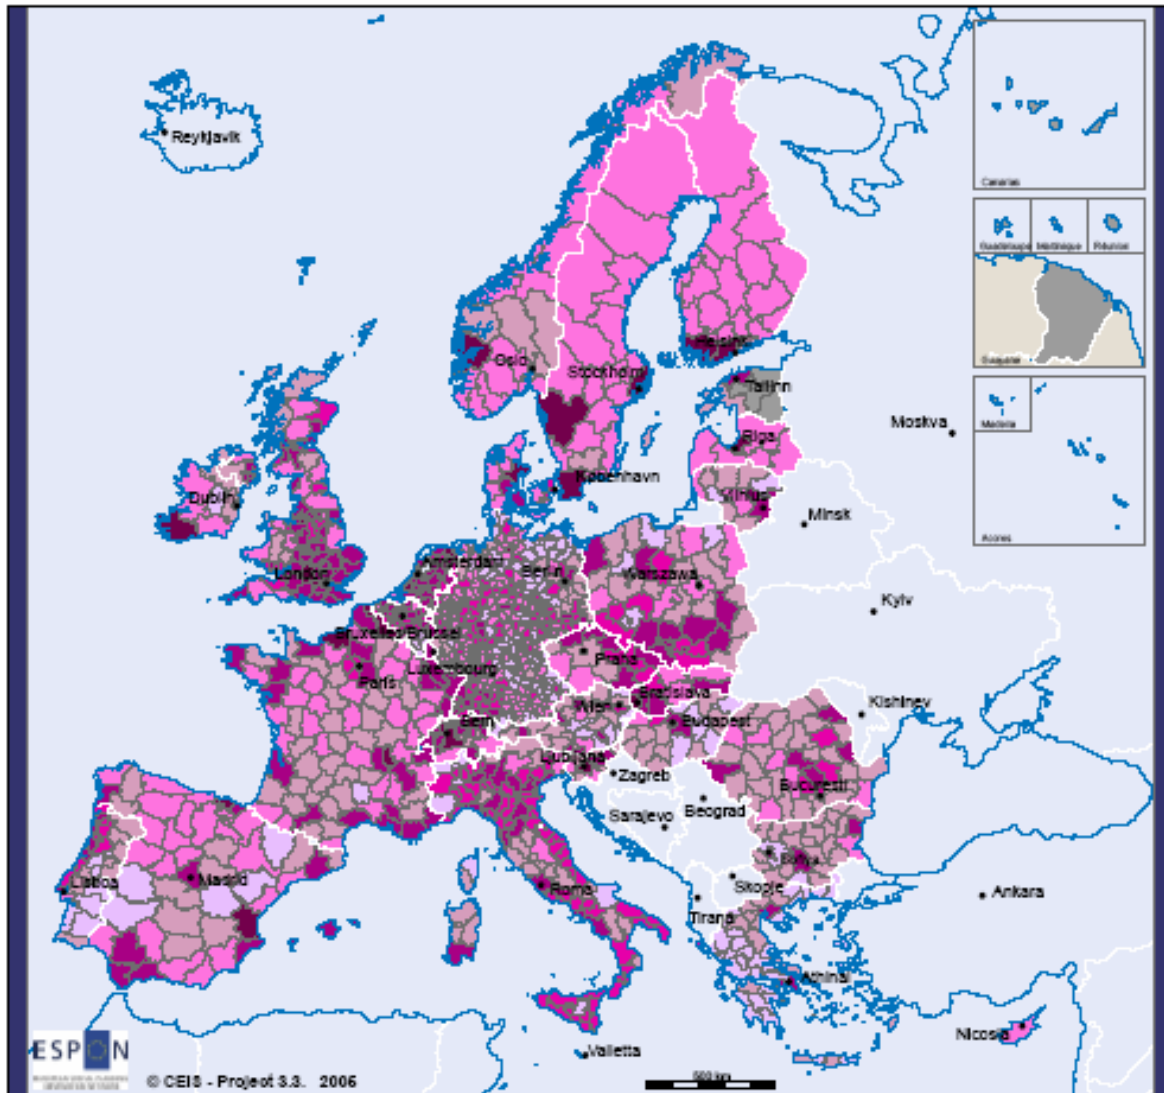 Reykjavik
Canarias
Guadeloupe
Martinique
Réunion
Guyane
Madeira
Acores
Oslo
Stockholm
Helsinki
Tallinn
Moskva
Riga
København
Dublin
Vilnius
Minsk
London
Amsterdam
Berlin
Warszawa
Kyiv
Bruxelles/Brussel
Luxembourg
Paris
Praha
Bratislava
Wien
Kishinev
Bern
Budapest
Ljubljana
Zagreb
Bucuresti
Beograd
Sarajevo
Sofiya
Madrid
Lisboa
Roma
Skopje
Tirana
Ankara
Athinai
Nicosia
Valletta
ESPON
© CEIS - Project 3.3. 2006
500 km